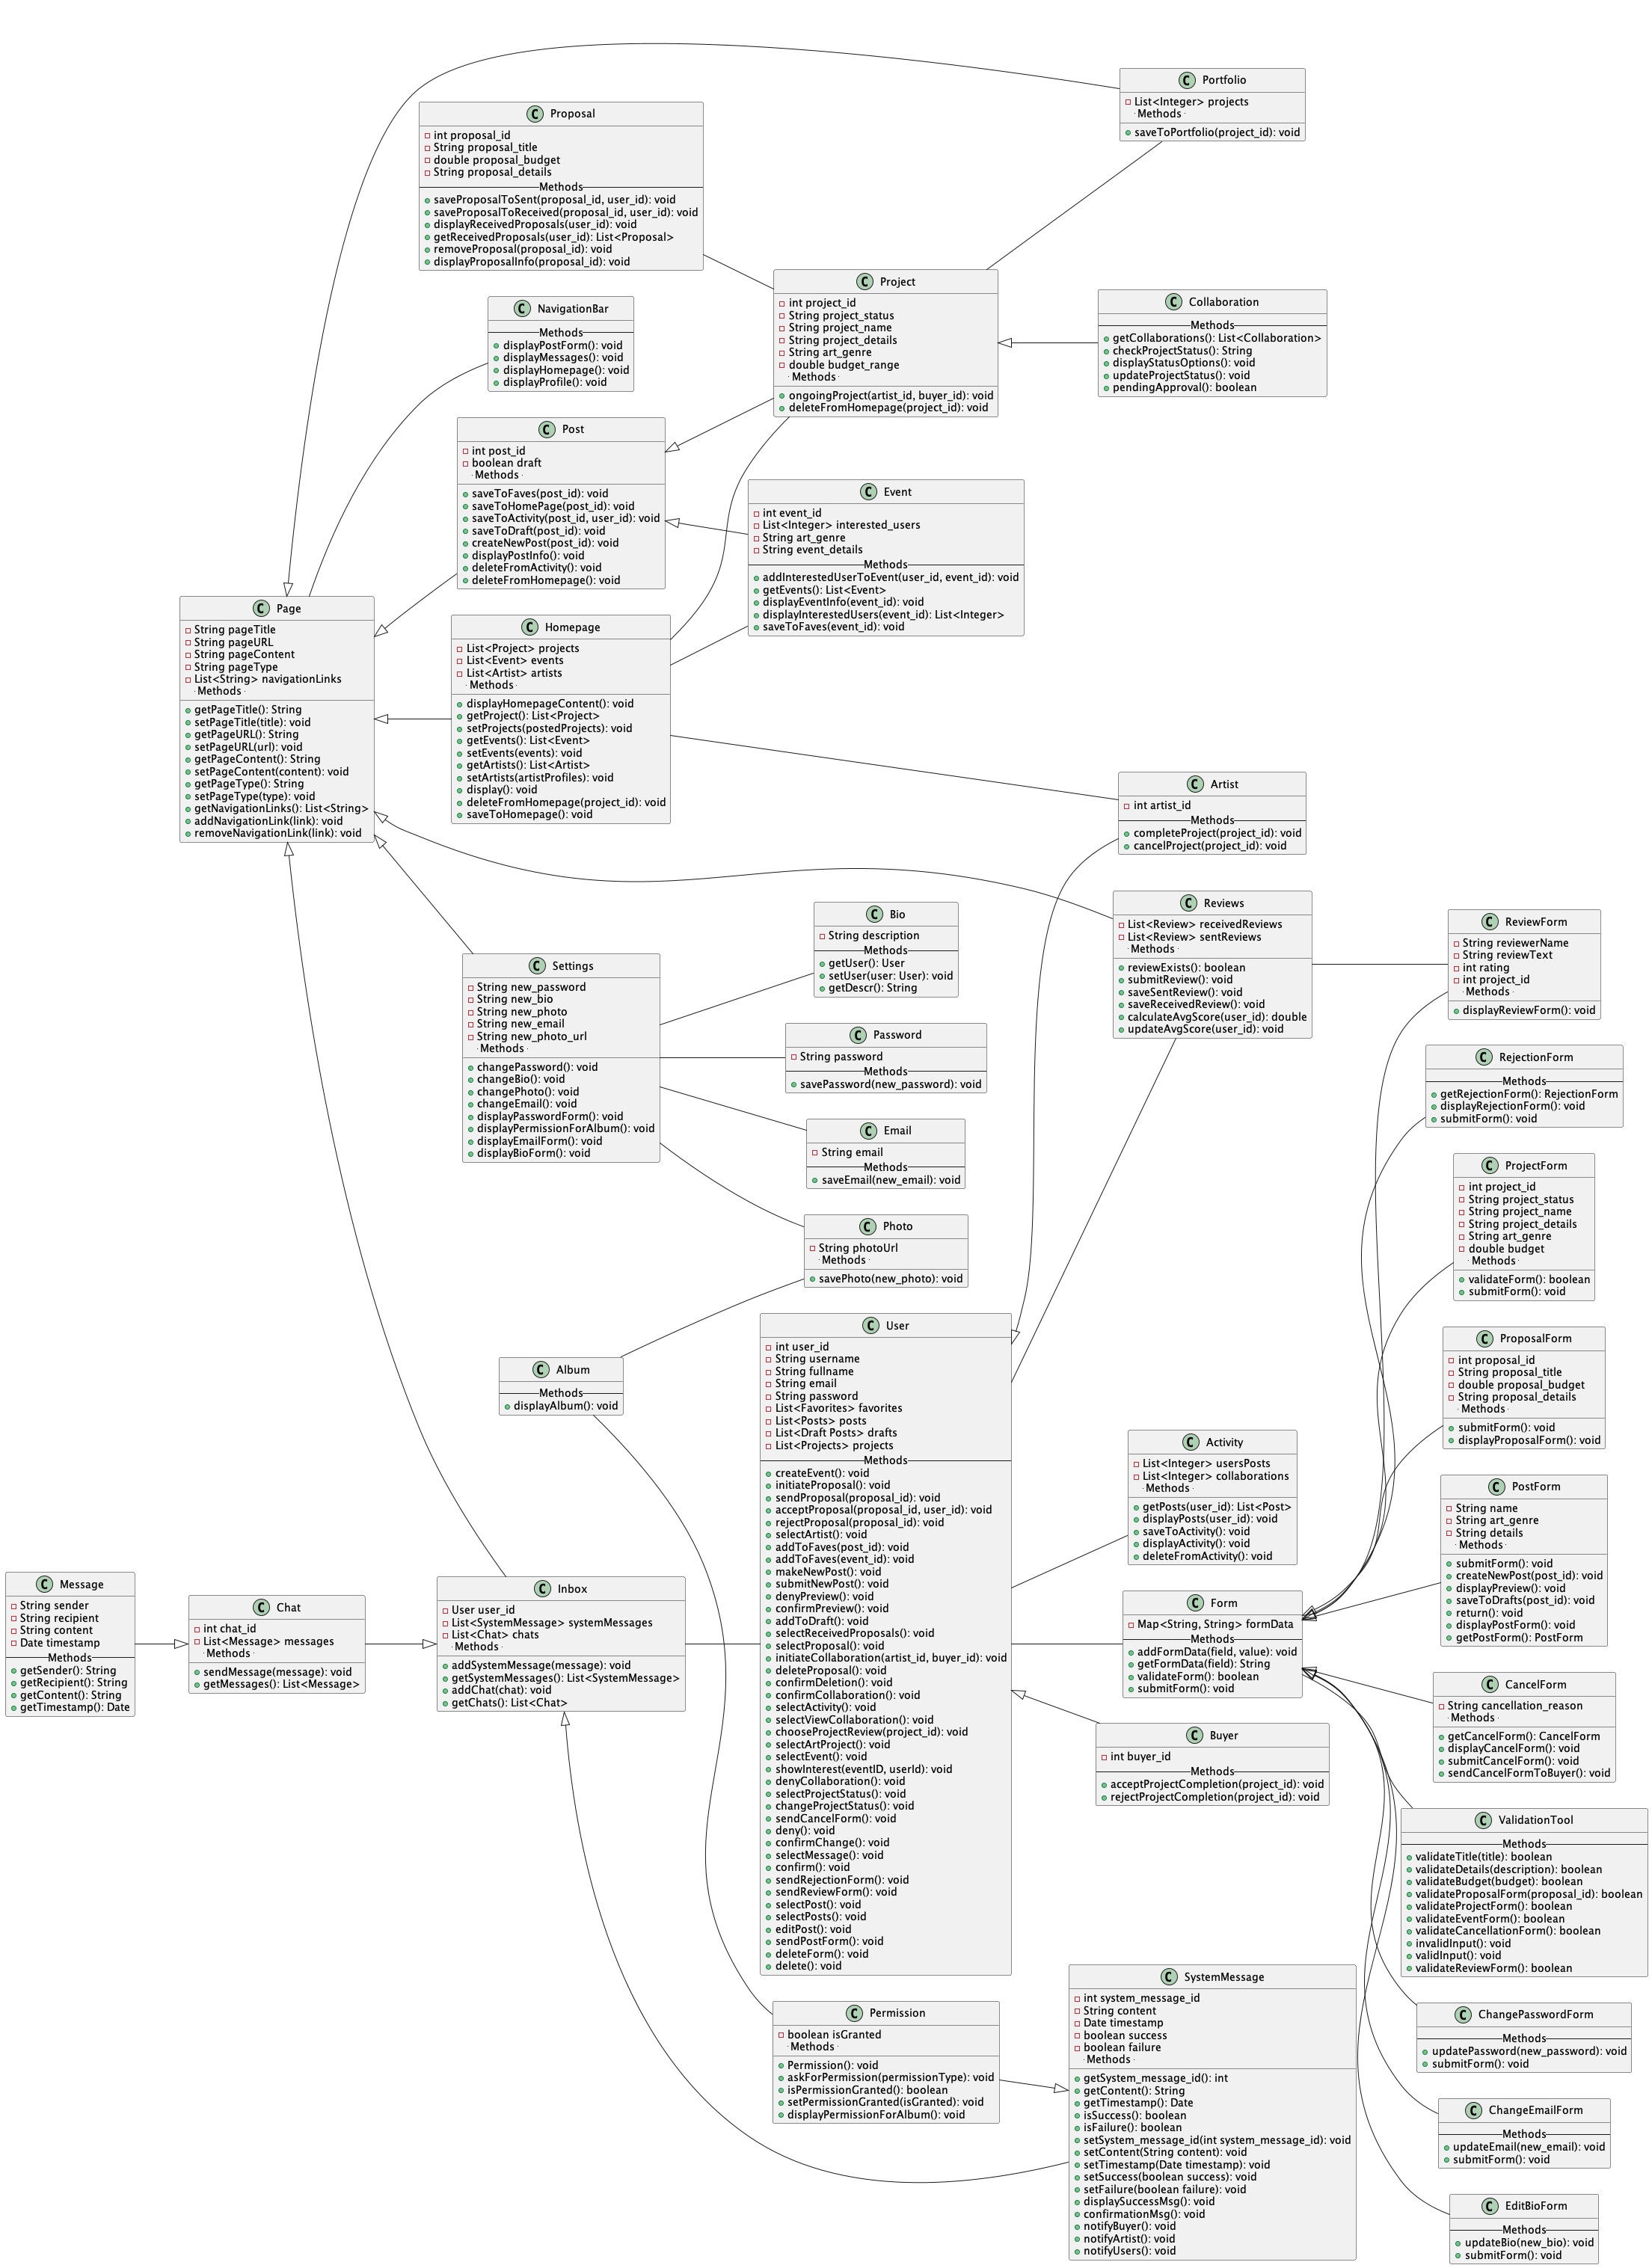 C Portfolio
List<Integer> projects
Methods
saveToPortfolio(project_id): void
C Proposal
int proposal_id
String proposal_title
double proposal_budget
String proposal_details
Methods
saveProposalToSent(proposal_id, user_id): void
saveProposalToReceived(proposal_id, user_id): void
displayReceivedProposals(user_id): void
getReceivedProposals(user_id): List<Proposal>
removeProposal(proposal_id): void
displayProposalInfo(proposal_id): void
C Project
int project_id
String project_status
String project_name
String project_details
String art_genre
double budget_range
Methods
ongoingProject(artist_id, buyer_id): void
deleteFromHomepage(project_id): void
C Collaboration
Methods
getCollaborations(): List<Collaboration>
checkProjectStatus(): String
displayStatusOptions(): void
updateProjectStatus(): void
pendingApproval(): boolean
C NavigationBar
Methods
displayPostForm(): void
displayMessages(): void
displayHomepage(): void
displayProfile(): void
C Post
int post_id
boolean draft
Methods
saveToFaves(post_id): void
saveToHomePage(post_id): void
saveToActivity(post_id, user_id): void
saveToDraft(post_id): void
createNewPost(post_id): void
displayPostInfo(): void
deleteFromActivity(): void
deleteFromHomepage(): void
C Event
int event_id
List<Integer> interested_users
String art_genre
String event_details
Methods
addInterestedUserToEvent(user_id, event_id): void
getEvents(): List<Event>
displayEventInfo(event_id): void
displayInterestedUsers(event_id): List<Integer>
saveToFaves(event_id): void
C Page
String pageTitle
String pageURL
String pageContent
String pageType
List<String> navigationLinks
Methods
getPageTitle(): String
setPageTitle(title): void
getPageURL(): String
setPageURL(url): void
getPageContent(): String
setPageContent(content): void
getPageType(): String
setPageType(type): void
getNavigationLinks(): List<String>
addNavigationLink(link): void
removeNavigationLink(link): void
C Homepage
List<Project> projects
List<Event> events
List<Artist> artists
Methods
displayHomepageContent(): void
getProject(): List<Project>
setProjects(postedProjects): void
getEvents(): List<Event>
setEvents(events): void
getArtists(): List<Artist>
setArtists(artistProfiles): void
display(): void
deleteFromHomepage(project_id): void
saveToHomepage(): void
C Artist
int artist_id
Methods
completeProject(project_id): void
cancelProject(project_id): void
C Reviews
List<Review> receivedReviews
List<Review> sentReviews
Methods
reviewExists(): boolean
submitReview(): void
saveSentReview(): void
saveReceivedReview(): void
calculateAvgScore(user_id): double
updateAvgScore(user_id): void
C ReviewForm
String reviewerName
String reviewText
int rating
int project_id
Methods
displayReviewForm(): void
C Bio
String description
Methods
getUser(): User
setUser(user: User): void
getDescr(): String
C Settings
String new_password
String new_bio
String new_photo
String new_email
String new_photo_url
Methods
changePassword(): void
changeBio(): void
changePhoto(): void
changeEmail(): void
displayPasswordForm(): void
displayPermissionForAlbum(): void
displayEmailForm(): void
displayBioForm(): void
C Password
String password
Methods
savePassword(new_password): void
C RejectionForm
Methods
getRejectionForm(): RejectionForm
displayRejectionForm(): void
submitForm(): void
C Email
String email
Methods
saveEmail(new_email): void
C ProjectForm
int project_id
String project_status
String project_name
String project_details
String art_genre
double budget
Methods
validateForm(): boolean
submitForm(): void
C Photo
String photoUrl
Methods
savePhoto(new_photo): void
C User
int user_id
String username
String fullname
String email
String password
List<Favorites> favorites
List<Posts> posts
List<Draft Posts> drafts
List<Projects> projects
Methods
createEvent(): void
initiateProposal(): void
sendProposal(proposal_id): void
acceptProposal(proposal_id, user_id): void
rejectProposal(proposal_id): void
selectArtist(): void
addToFaves(post_id): void
addToFaves(event_id): void
makeNewPost(): void
submitNewPost(): void
denyPreview(): void
confirmPreview(): void
addToDraft(): void
selectReceivedProposals(): void
selectProposal(): void
initiateCollaboration(artist_id, buyer_id): void
deleteProposal(): void
confirmDeletion(): void
confirmCollaboration(): void
selectActivity(): void
selectViewCollaboration(): void
chooseProjectReview(project_id): void
selectArtProject(): void
selectEvent(): void
showInterest(eventID, userId): void
denyCollaboration(): void
selectProjectStatus(): void
changeProjectStatus(): void
sendCancelForm(): void
deny(): void
confirmChange(): void
selectMessage(): void
confirm(): void
sendRejectionForm(): void
sendReviewForm(): void
selectPost(): void
selectPosts(): void
editPost(): void
sendPostForm(): void
deleteForm(): void
delete(): void
C Album
Methods
displayAlbum(): void
C ProposalForm
int proposal_id
String proposal_title
double proposal_budget
String proposal_details
Methods
submitForm(): void
displayProposalForm(): void
C Activity
List<Integer> usersPosts
List<Integer> collaborations
Methods
getPosts(user_id): List<Post>
displayPosts(user_id): void
saveToActivity(): void
displayActivity(): void
deleteFromActivity(): void
C PostForm
String name
String art_genre
String details
Methods
submitForm(): void
createNewPost(post_id): void
displayPreview(): void
saveToDrafts(post_id): void
return(): void
displayPostForm(): void
getPostForm(): PostForm
C Message
String sender
String recipient
String content
Date timestamp
Methods
getSender(): String
getRecipient(): String
getContent(): String
getTimestamp(): Date
C Chat
int chat_id
List<Message> messages
Methods
sendMessage(message): void
getMessages(): List<Message>
C Inbox
User user_id
List<SystemMessage> systemMessages
List<Chat> chats
Methods
addSystemMessage(message): void
getSystemMessages(): List<SystemMessage>
addChat(chat): void
getChats(): List<Chat>
C Form
Map<String, String> formData
Methods
addFormData(field, value): void
getFormData(field): String
validateForm(): boolean
submitForm(): void
C CancelForm
String cancellation_reason
Methods
getCancelForm(): CancelForm
displayCancelForm(): void
submitCancelForm(): void
sendCancelFormToBuyer(): void
C Buyer
int buyer_id
Methods
acceptProjectCompletion(project_id): void
rejectProjectCompletion(project_id): void
C ValidationTool
Methods
validateTitle(title): boolean
validateDetails(description): boolean
validateBudget(budget): boolean
validateProposalForm(proposal_id): boolean
validateProjectForm(): boolean
validateEventForm(): boolean
validateCancellationForm(): boolean
invalidInput(): void
validInput(): void
validateReviewForm(): boolean
C Permission
boolean isGranted
Methods
Permission(): void
askForPermission(permissionType): void
isPermissionGranted(): boolean
setPermissionGranted(isGranted): void
displayPermissionForAlbum(): void
C SystemMessage
int system_message_id
String content
Date timestamp
boolean success
boolean failure
Methods
getSystem_message_id(): int
getContent(): String
getTimestamp(): Date
isSuccess(): boolean
isFailure(): boolean
setSystem_message_id(int system_message_id): void
setContent(String content): void
setTimestamp(Date timestamp): void
setSuccess(boolean success): void
setFailure(boolean failure): void
displaySuccessMsg(): void
confirmationMsg(): void
notifyBuyer(): void
notifyArtist(): void
notifyUsers(): void
C ChangePasswordForm
Methods
updatePassword(new_password): void
submitForm(): void
C ChangeEmailForm
Methods
updateEmail(new_email): void
submitForm(): void
C EditBioForm
Methods
updateBio(new_bio): void
submitForm(): void